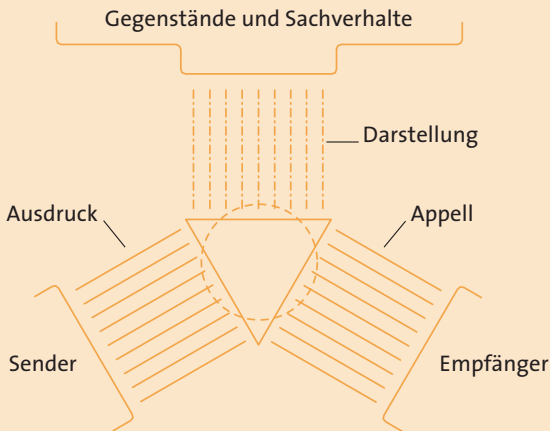 Gegenstände und Sachverhalte
Darstellung
Ausdruck
Appell
Sender
Empfänger